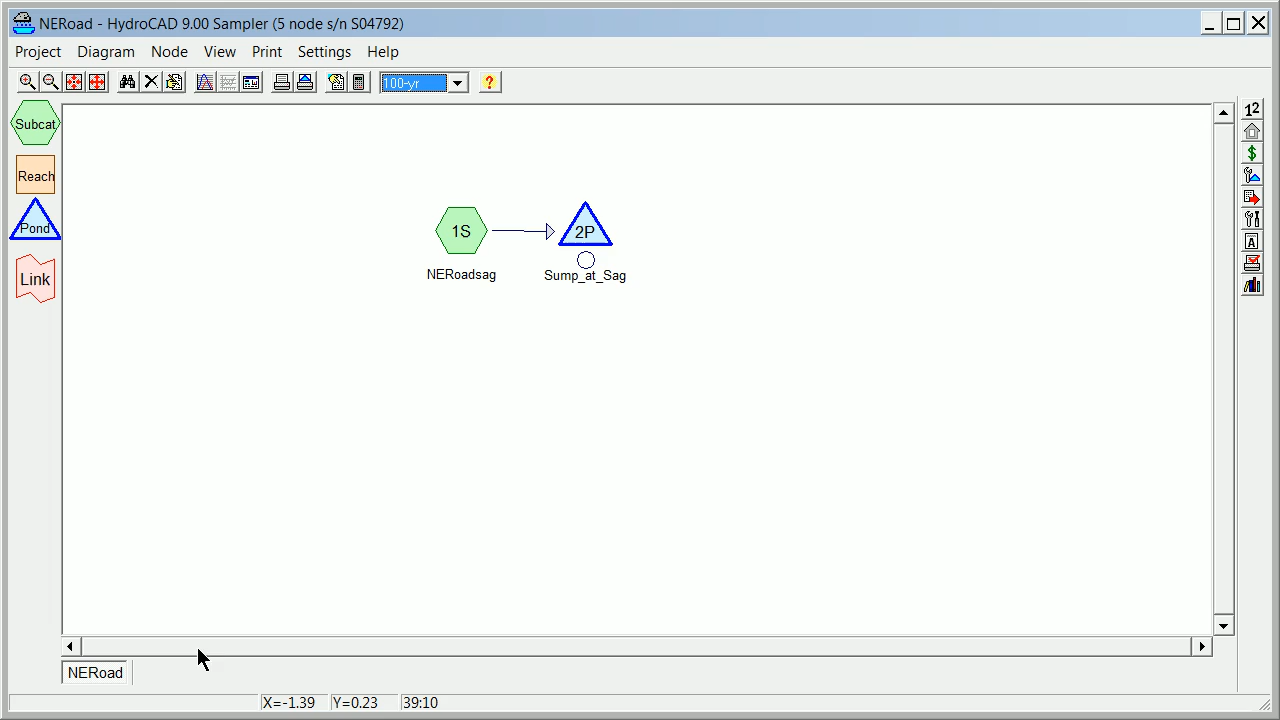 NERoad - HydroCAD 9.00 Sampler (5 node s/n S04792)
Project Diagram Node View Print Settings Help
100-yr ?
Subcat
Reach
Pond
Link
1S
NERoadsag
2P
Sump_at_Sag
12
$
A
NERoad
X=-1.39 Y=0.23 39:10